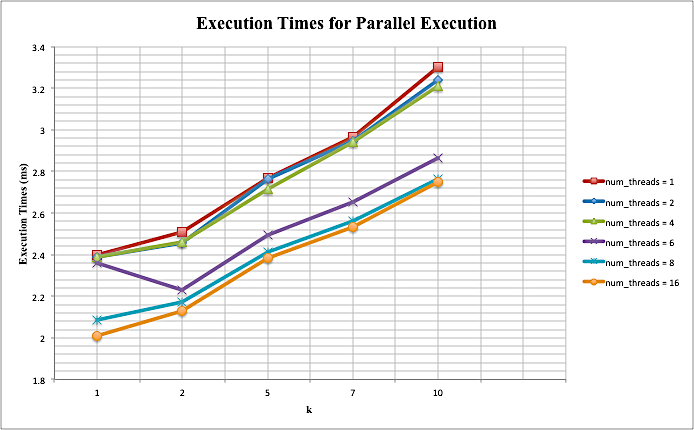 Execution Times for Parallel Execution
Execution Times (ms)
3.4
3.2
3
2.8
2.6
2.4
2.2
2
1.8
1 2 5 7 10
k
num_threads = 1
num_threads = 2
num_threads = 4
num_threads = 6
num_threads = 8
num_threads = 16